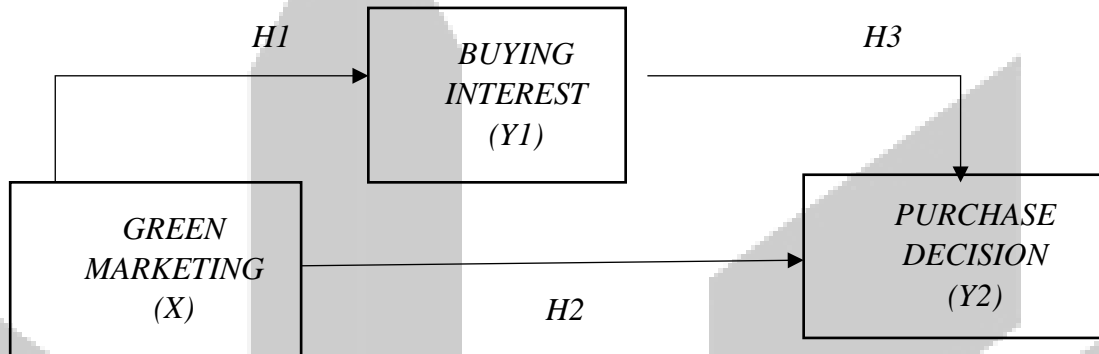 H1
BUYING
INTEREST
(Y1)
H3
GREEN
MARKETING
(X)
H2
PURCHASE
DECISION
(Y2)